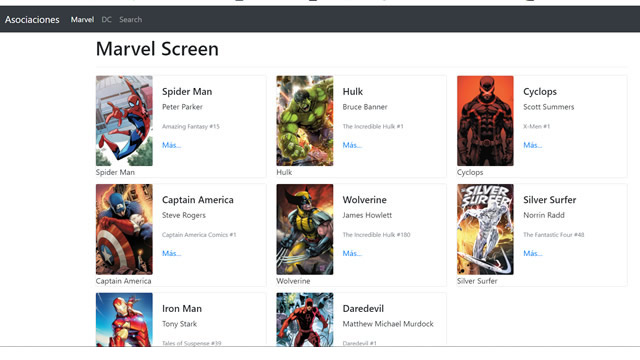 Asociaciones Marvel DC Search
Marvel Screen
Spider Man
Peter Parker
Amazing Fantasy #15
Más...
Spider Man
Hulk
Bruce Banner
The Incredible Hulk #1
Más...
Hulk
Cyclops
Scott Summers
X-Men #1
Más...
Cyclops
Captain America
Steve Rogers
Captain America Comics #1
Más...
Captain America
Wolverine
James Howlett
The Incredible Hulk #180
Más...
Wolverine
SILVER
SURFER
Silver Surfer
Norrin Radd
The Fantastic Four #48
Más...
Silver Surfer
Iron Man
Tony Stark
Tales of Suspense #39
Daredevil
Matthew Michael Murdock
Daredevil #1